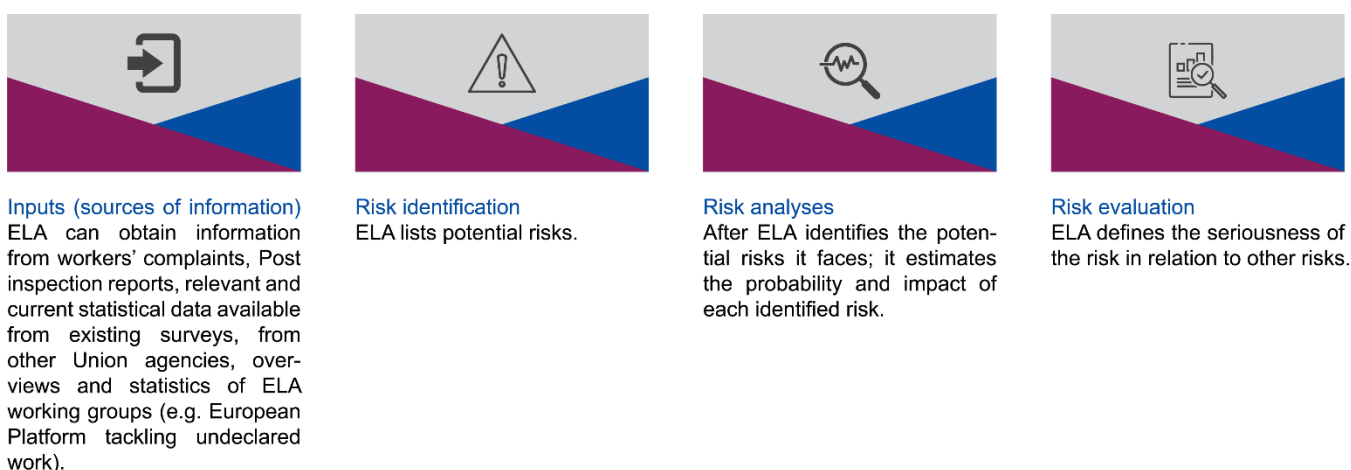 Inputs (sources of information)
ELA can obtain information
from workers’ complaints, Post
inspection reports, relevant and
current statistical data available
from existing surveys, from
other Union agencies, over-
views and statistics of ELA
working groups (e.g. European
Platform tackling undeclared
work).
Risk identification
ELA lists potential risks.
Risk analyses
After ELA identifies the poten-
tial risks it faces; it estimates
the probability and impact of
each identified risk.
Risk evaluation
ELA defines the seriousness of
the risk in relation to other risks.